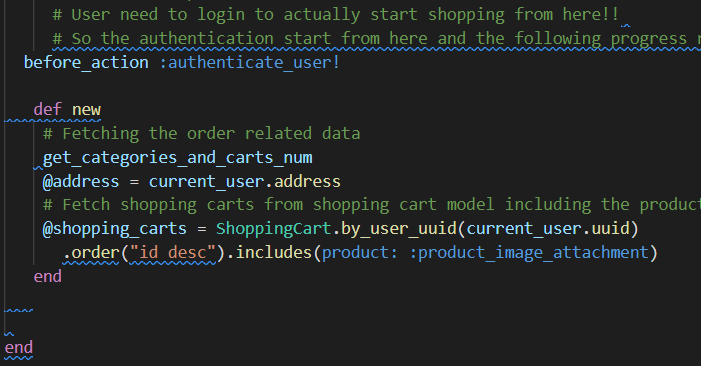 # User need to login to actually start shopping from here!!
# So the authentication start from here and the following progress
before_action :authenticate_user!
def new
# Fetching the order related data
get_categories_and_carts_num
@address = current_user.address
# Fetch shopping carts from shopping cart model including the product
@shopping_carts = ShoppingCart.by_user_uuid(current_user.uuid)
.order("id desc").includes(product: :product_image_attachment)
end
end